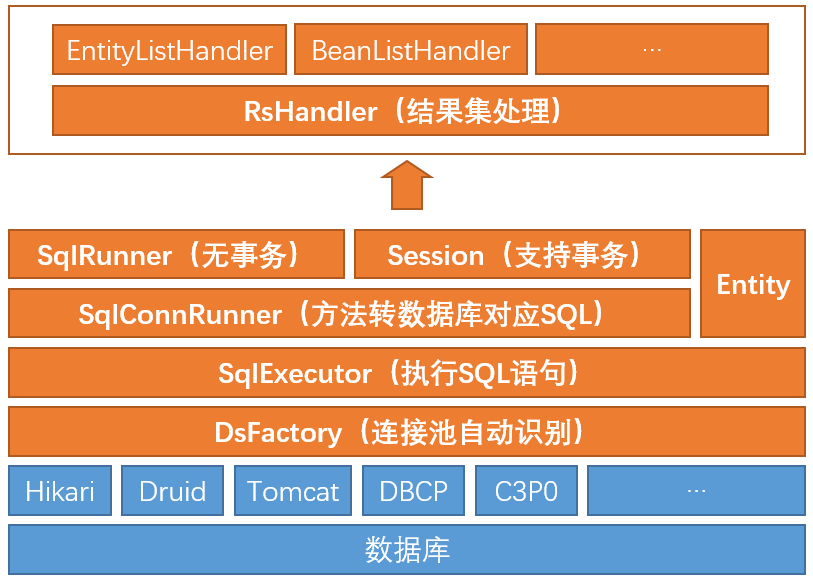 EntityListHandler BeanListHandler ···
RsHandler（结果集处理）
SqlRunner（无事务） Session（支持事务）
Entity
SqlConnRunner（方法转数据库对应SQL）
SqlExecutor（执行SQL语句）
DsFactory（连接池自动识别）
Hikari Druid Tomcat DBCP C3P0 ···
数据库